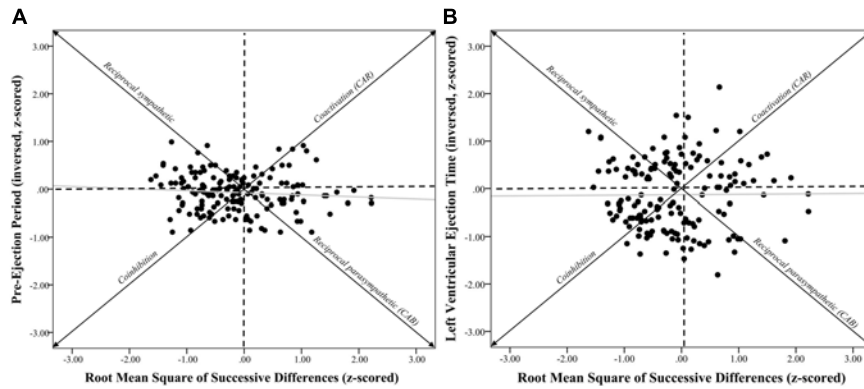 A
Pre-Ejection Period (inversed, z-scored)
3.00
2.00
1.00
.00
-1.00
-2.00
-3.00
Reciprocal sympathetic
Coactivation (CAR)
Coinhibition
Reciprocal parasympathetic (CAB)
-3.00 -2.00 -1.00 .00 1.00 2.00 3.00
Root Mean Square of Successive Differences (z-scored)
B
Left Ventricular Ejection Time (inversed, z-scored)
3.00
2.00
1.00
.00
-1.00
-2.00
-3.00
Reciprocal sympathetic
Coactivation (CAR)
Coinhibition
Reciprocal parasympathetic (CAB)
-3.00 -2.00 -1.00 .00 1.00 2.00 3.00
Root Mean Square of Successive Differences (z-scored)